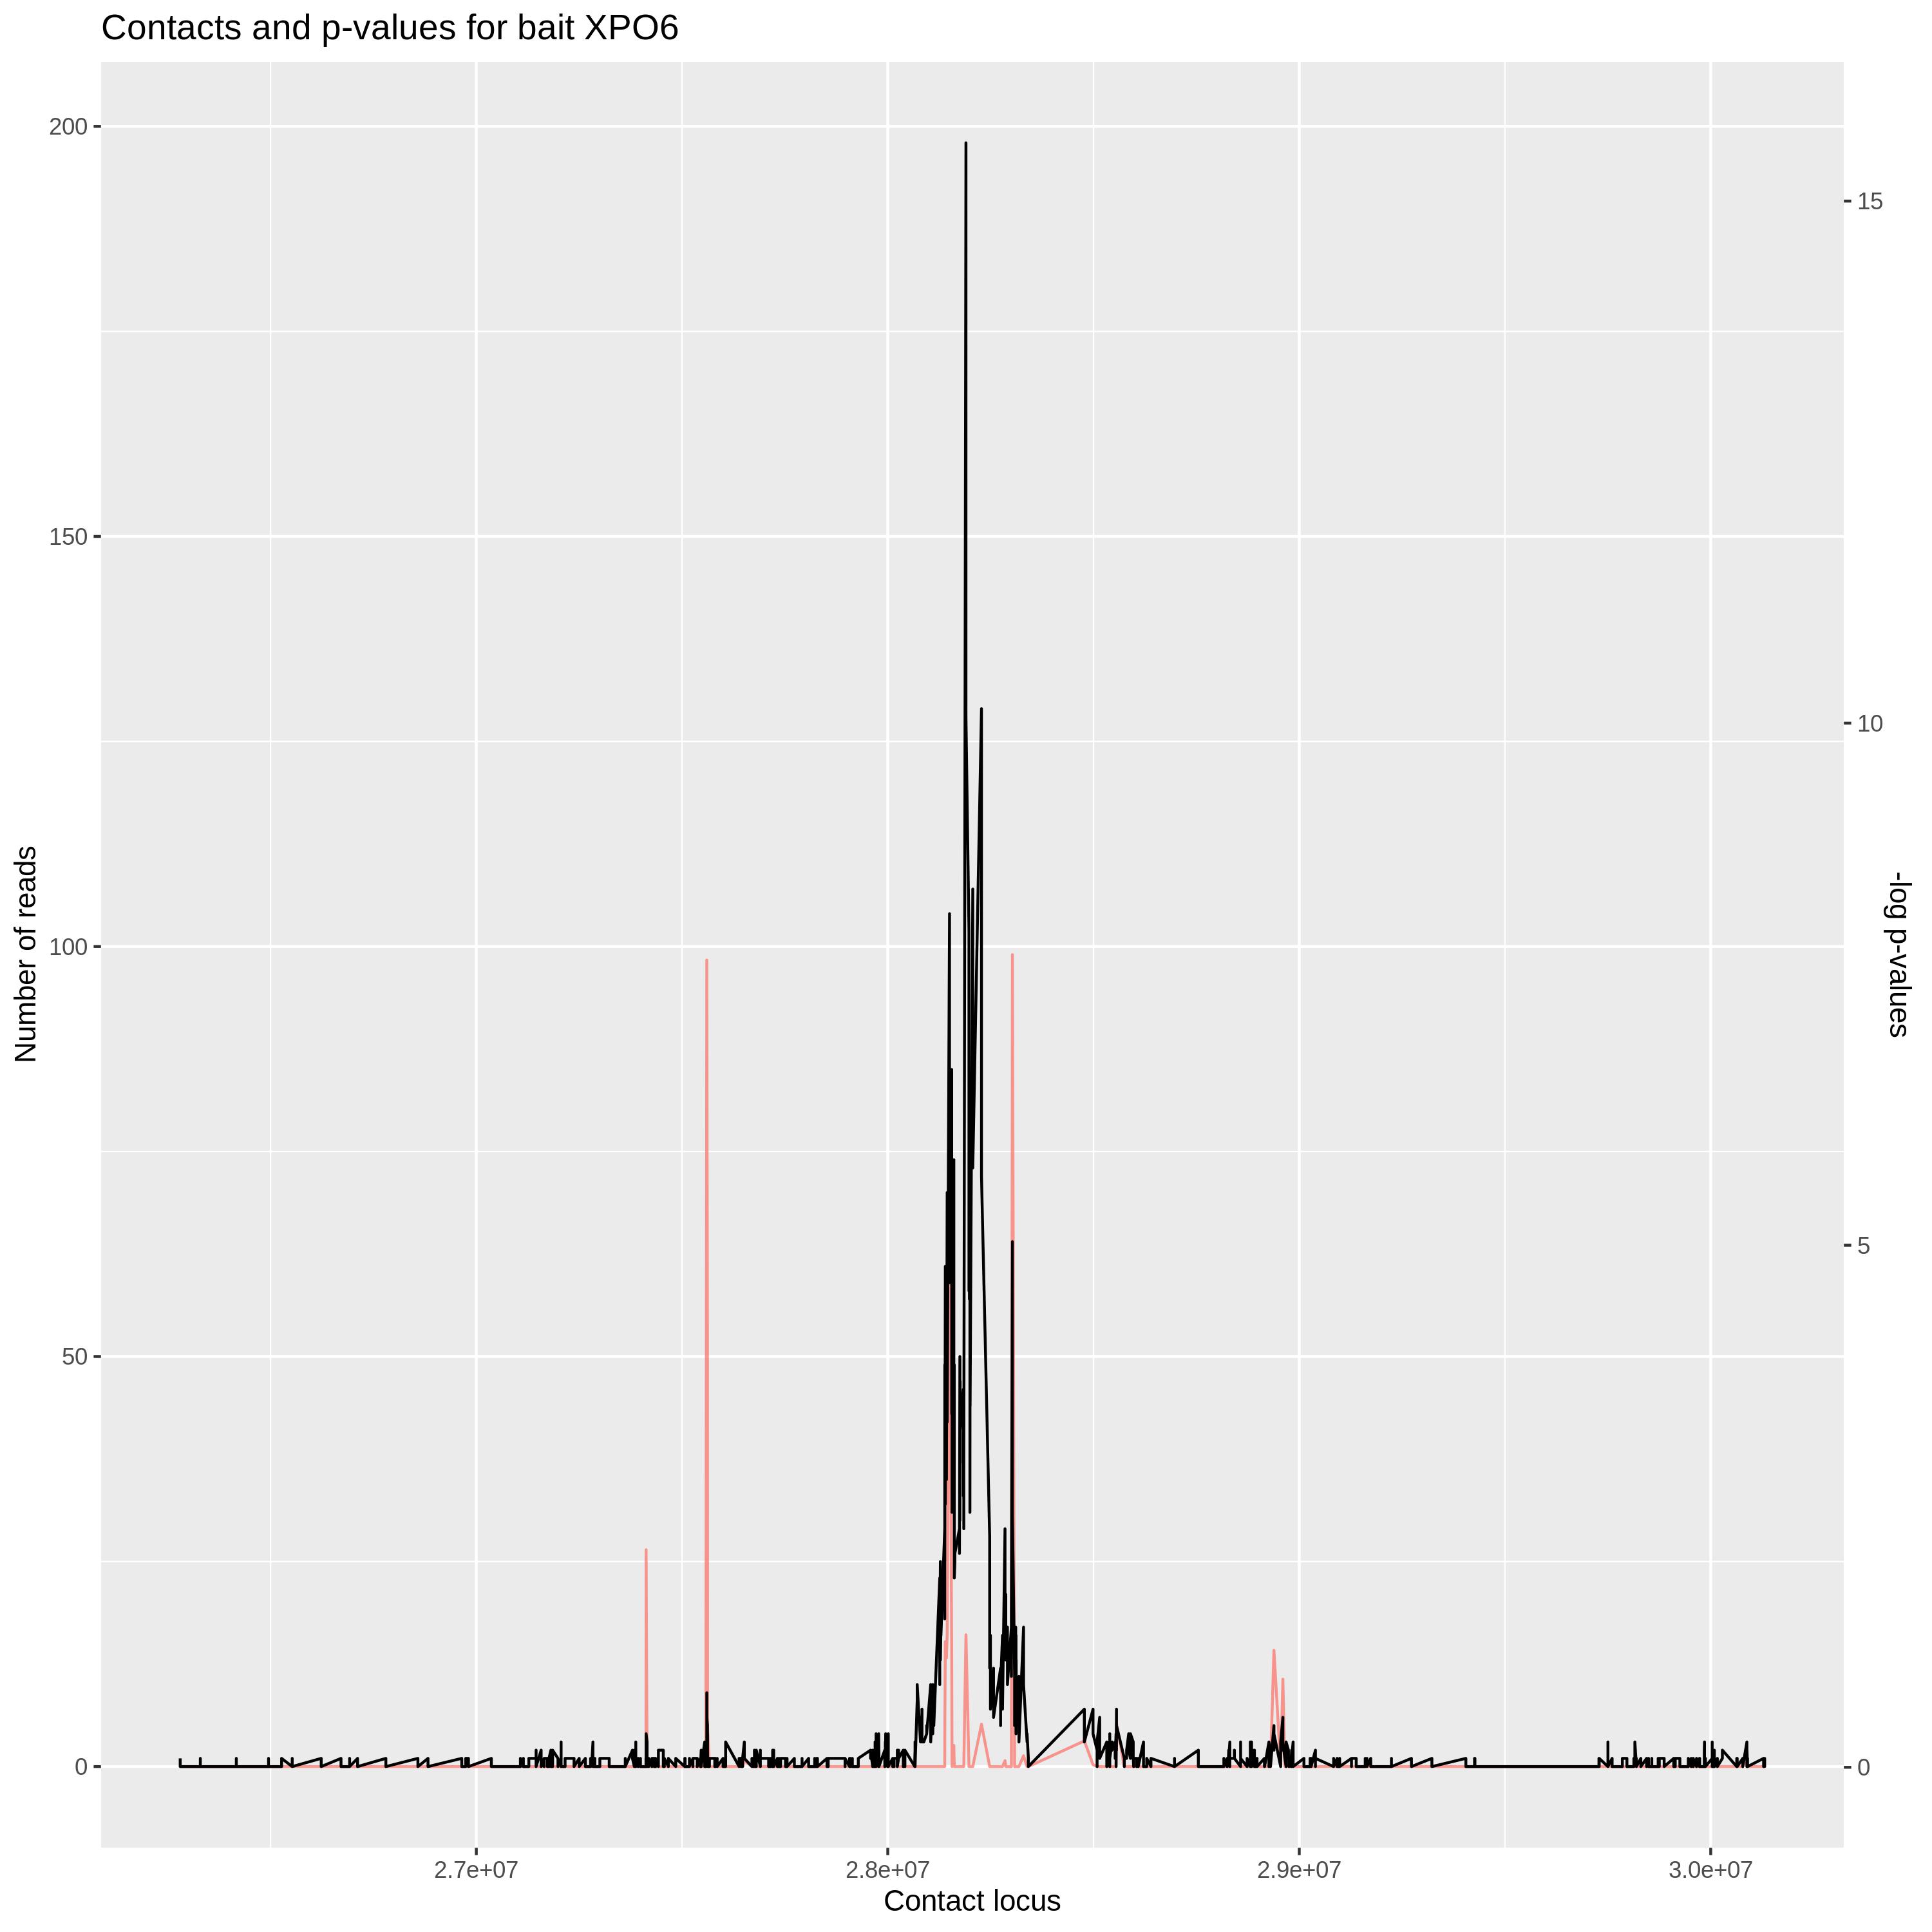 Contacts and p-values for bait XPO6
200
150
100
50
0
Number of reads
15
10
5
0
-log p-values
2.7e+07
2.8e+07
2.9e+07
3.0e+07
Contact locus